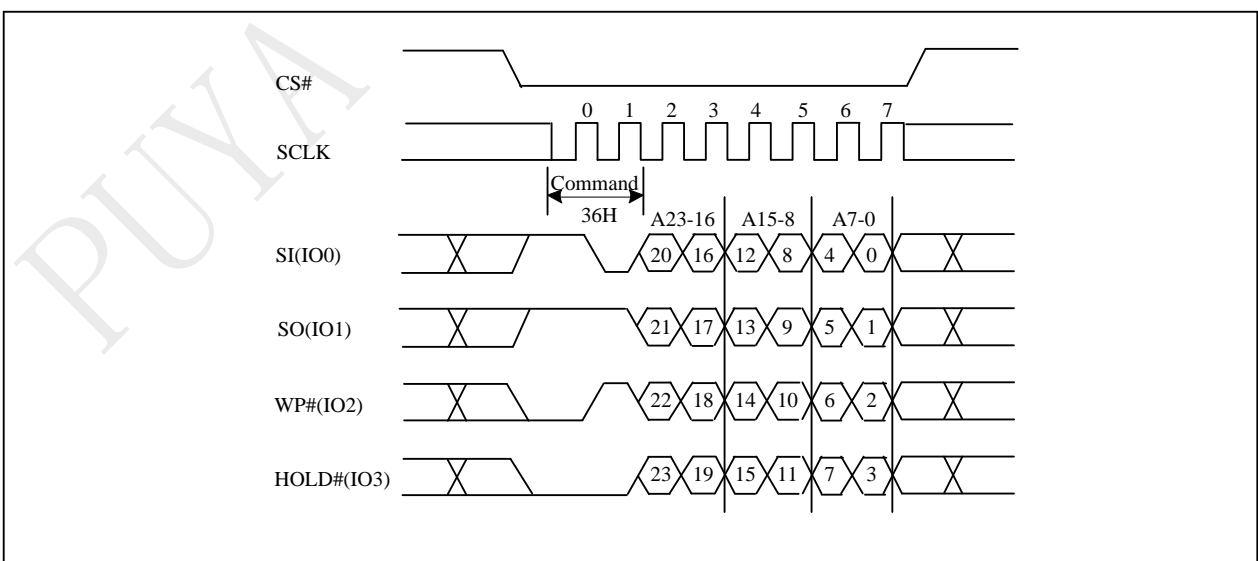 PUYA
CS#
0 1 2 3 4 5 6 7
SCLK
Command
36H
A23-16 A15-8 A7-0
SI(IO0) 20 16 12 8 4 0
SO(IO1) 21 17 13 9 5 1
WP#(IO2) 22 18 14 10 6 2
HOLD#(IO3) 23 19 15 11 7 3